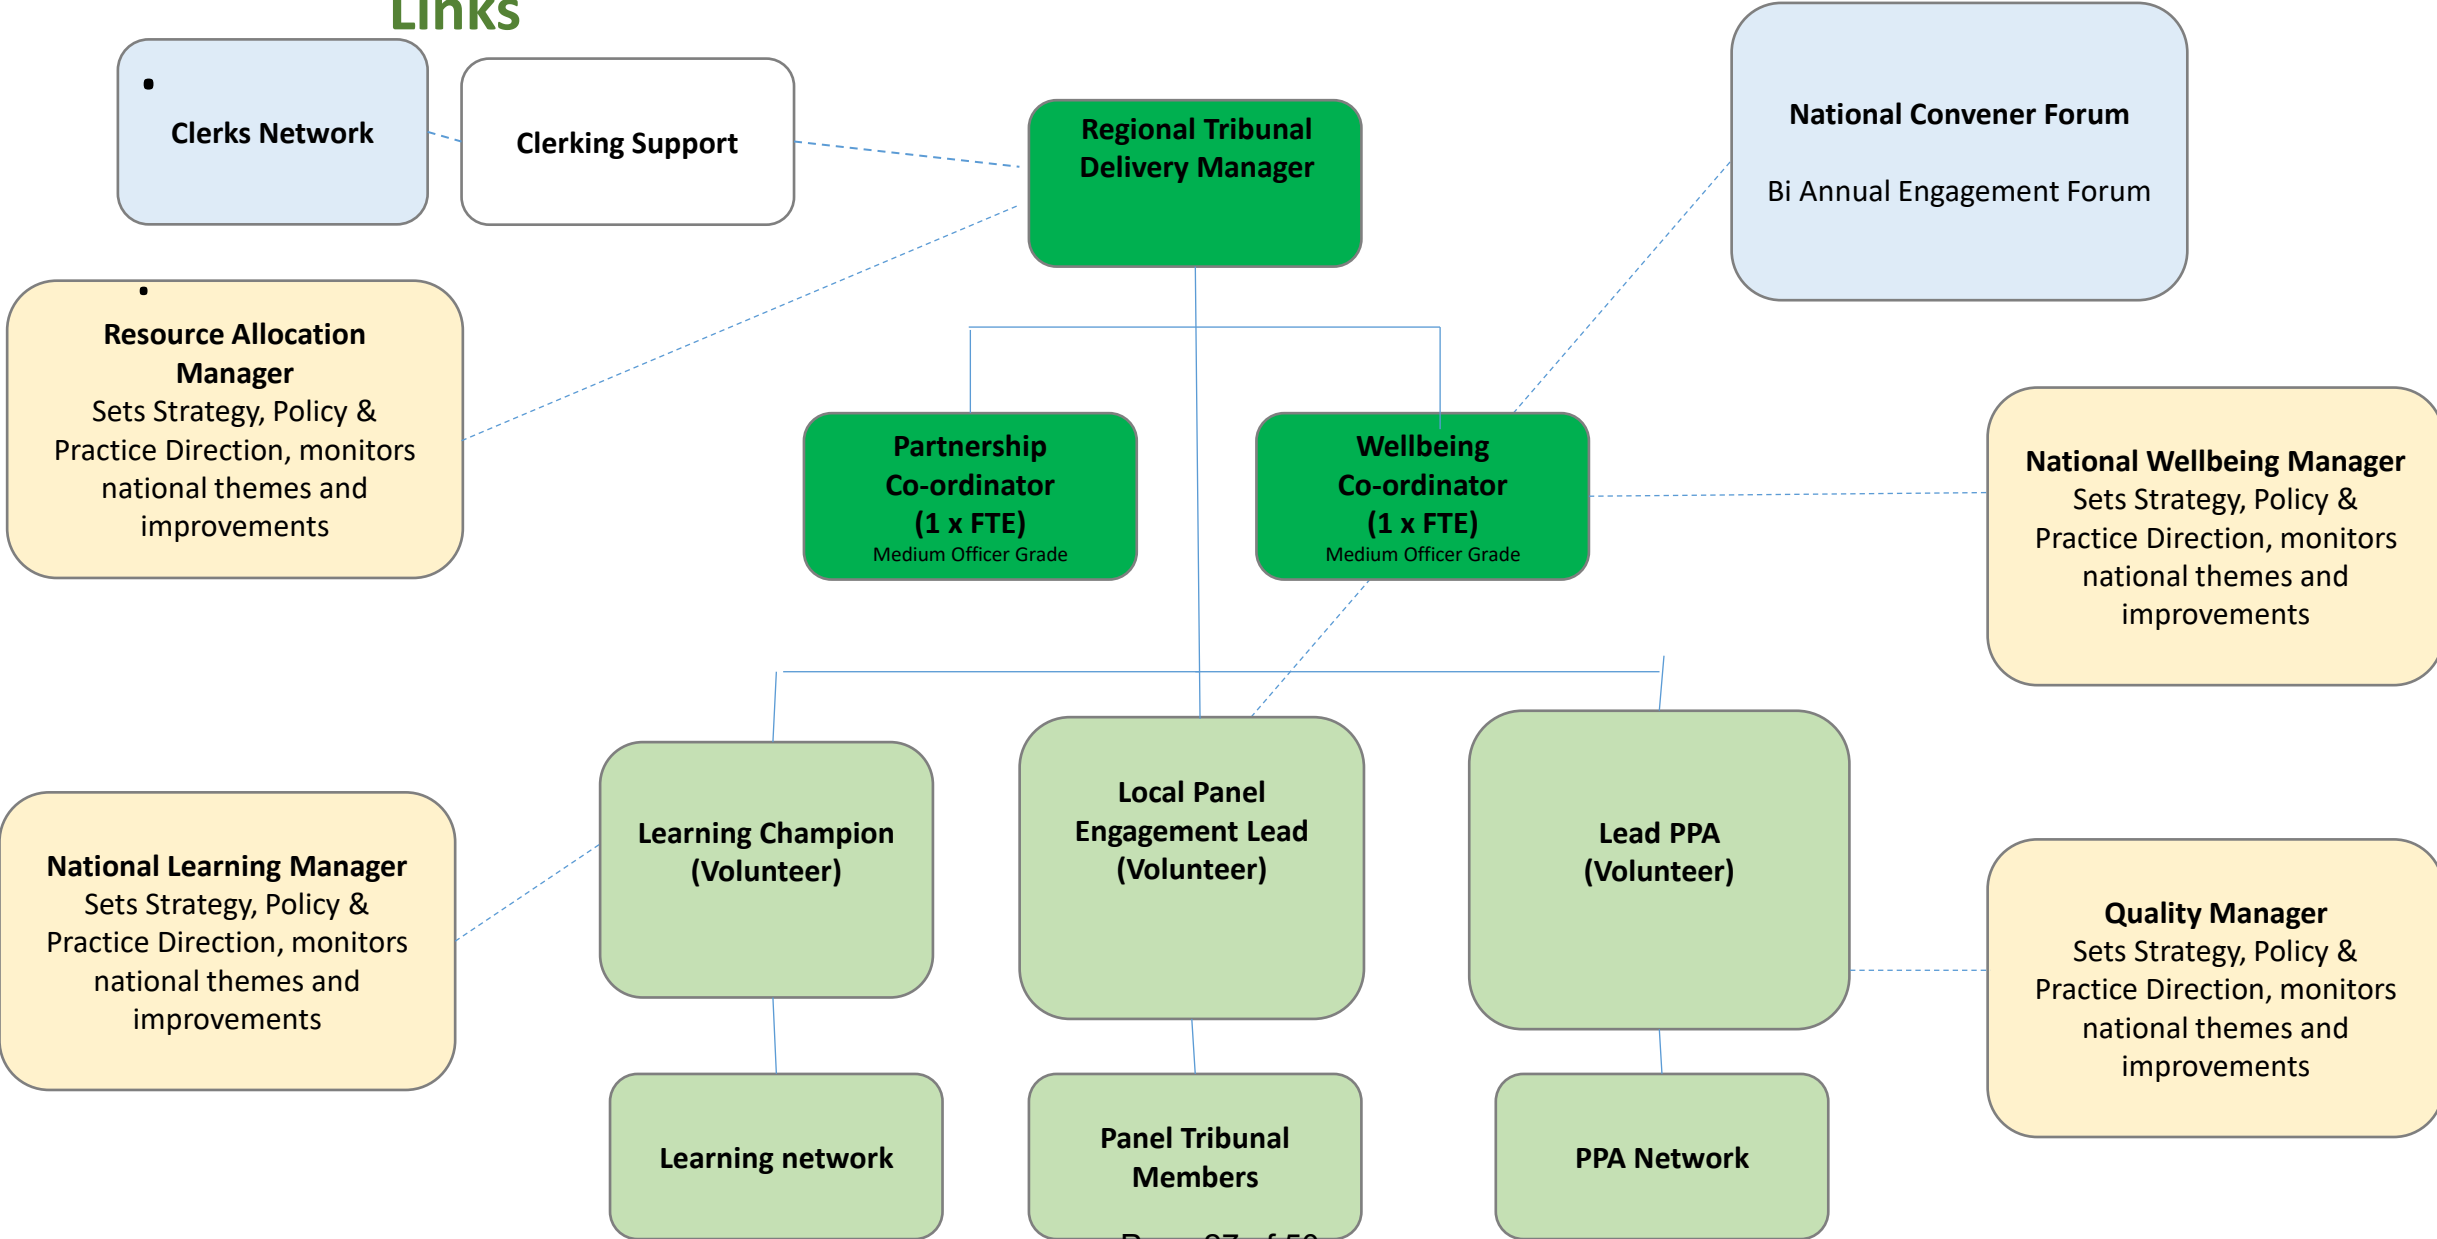 Links
•
Clerks Network
Clerking Support
Regional Tribunal
Delivery Manager
National Convener Forum
Bi Annual Engagement Forum
•
Resource Allocation
Manager
Sets Strategy, Policy &
Practice Direction, monitors
national themes and
improvements
Partnership
Co-ordinator
(1 x FTE)
Medium Officer Grade
Wellbeing
Co-ordinator
(1 x FTE)
Medium Officer Grade
National Wellbeing Manager
Sets Strategy, Policy &
Practice Direction, monitors
national themes and
improvements
National Learning Manager
Sets Strategy, Policy &
Practice Direction, monitors
national themes and
improvements
Learning Champion
(Volunteer)
Local Panel
Engagement Lead
(Volunteer)
Lead PPA
(Volunteer)
Quality Manager
Sets Strategy, Policy &
Practice Direction, monitors
national themes and
improvements
Learning network
Panel Tribunal
Members
PPA Network